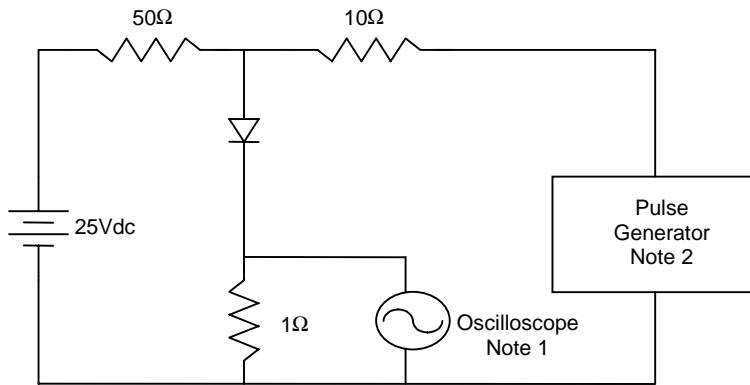 50Ω
10Ω
25Vdc
Pulse
Generator
Note 2
1Ω
Oscilloscope
Note 1